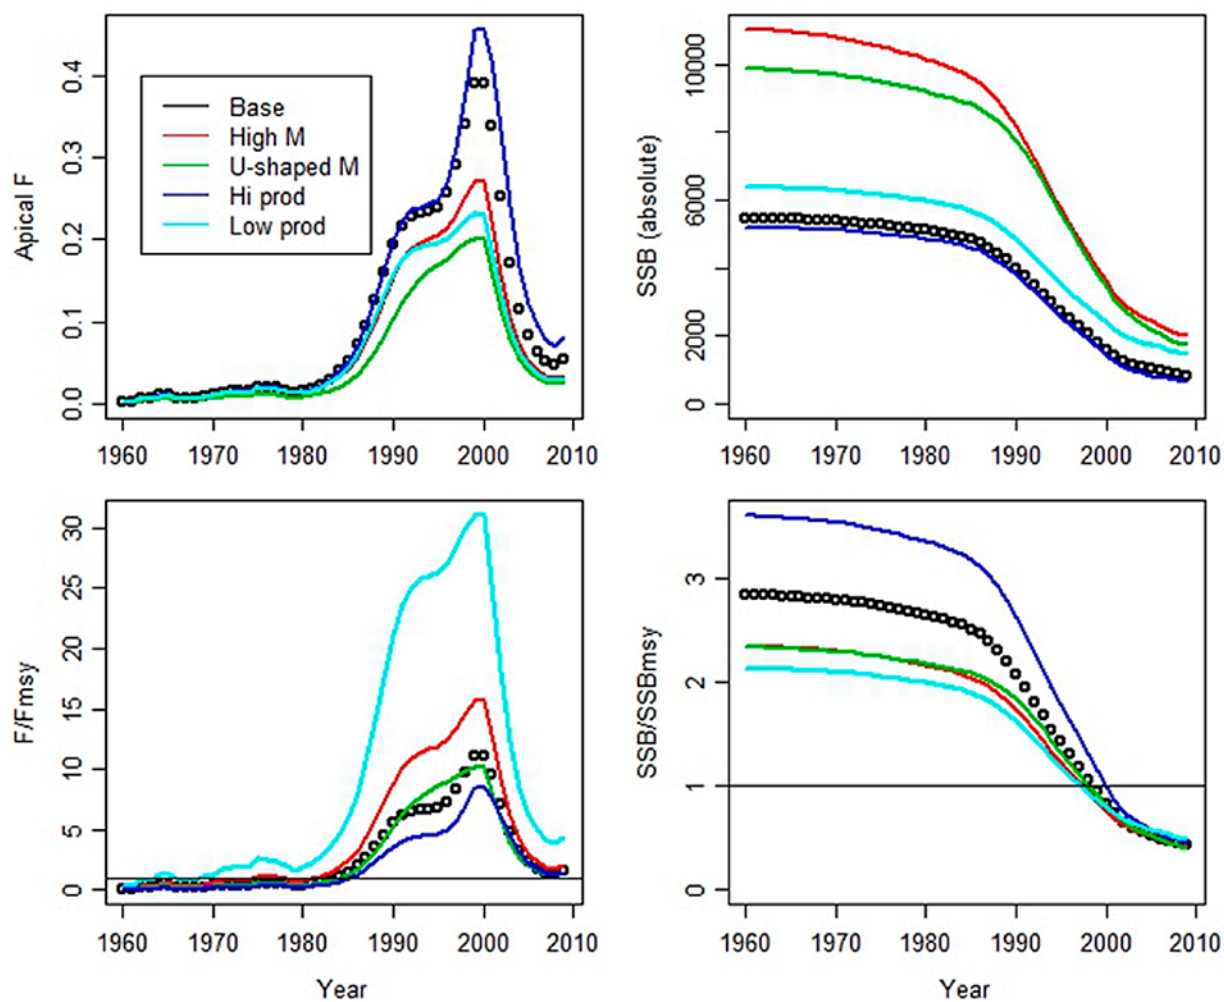 Apical F
0.4
0.3
0.2
0.1
0.0
Base
High M
U-shaped M
Hi prod
Low prod
1960 1970 1980 1990 2000 2010
SSB (absolute)
10000
6000
2000
0
1960 1970 1980 1990 2000 2010
F/Fmsy
30
25
20
15
10
5
0
1960 1970 1980 1990 2000 2010
Year
SSB/SSBmsy
3
2
1
0
1960 1970 1980 1990 2000 2010
Year